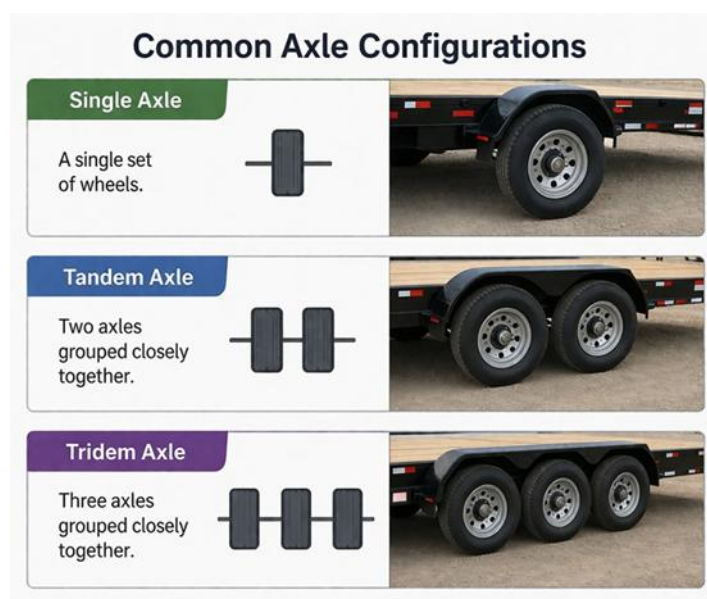 Common Axle Configurations
Single Axle
A single set
of wheels.
Tandem Axle
Two axles
grouped closely
together.
Tridem Axle
Three axles
grouped closely
together.